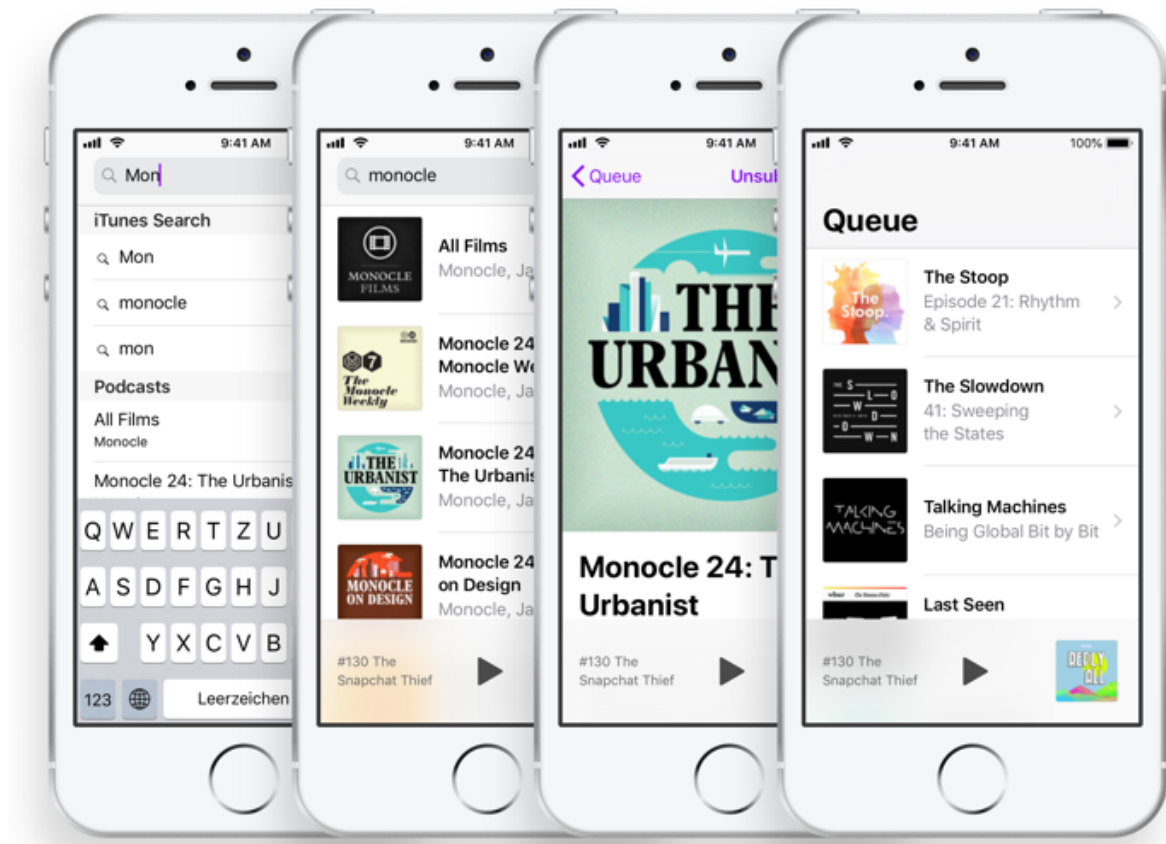 9:41 AM
Mon
iTunes Search
Mon
monocle
mon
Podcasts
All Films
Monocle
Monocle 24: The Urbanis
Q W E R T Z U
A S D F G H J
Y X C V B
123
Leerzeichen
9:41 AM
monocle
MONOCLE
FILMS
All Films
Monocle, Ja
7
The
Monocle
Weekly
Monocle 24
Monocle We
Monocle, Ja
THE
URBANIST
Monocle 24
The Urbanis
Monocle, Ja
MONOCLE
ON DESIGN
Monocle 24
on Design
Monocle, Ja
#130 The
Snapchat Thief
9:41 AM
Queue
Unsu
THE
URBAN
Monocle 24: T
Urbanist
#130 The
Snapchat Thief
9:41 AM
100%
Queue
The
Stoop.
The Stoop
Episode 21: Rhythm
& Spirit
S
L O
W D
O
W N
The Slowdown
41: Sweeping
the States
TALKING
MACHINES
Talking Machines
Being Global Bit by Bit
Last Seen
#130 The
Snapchat Thief
REPLY
ALL